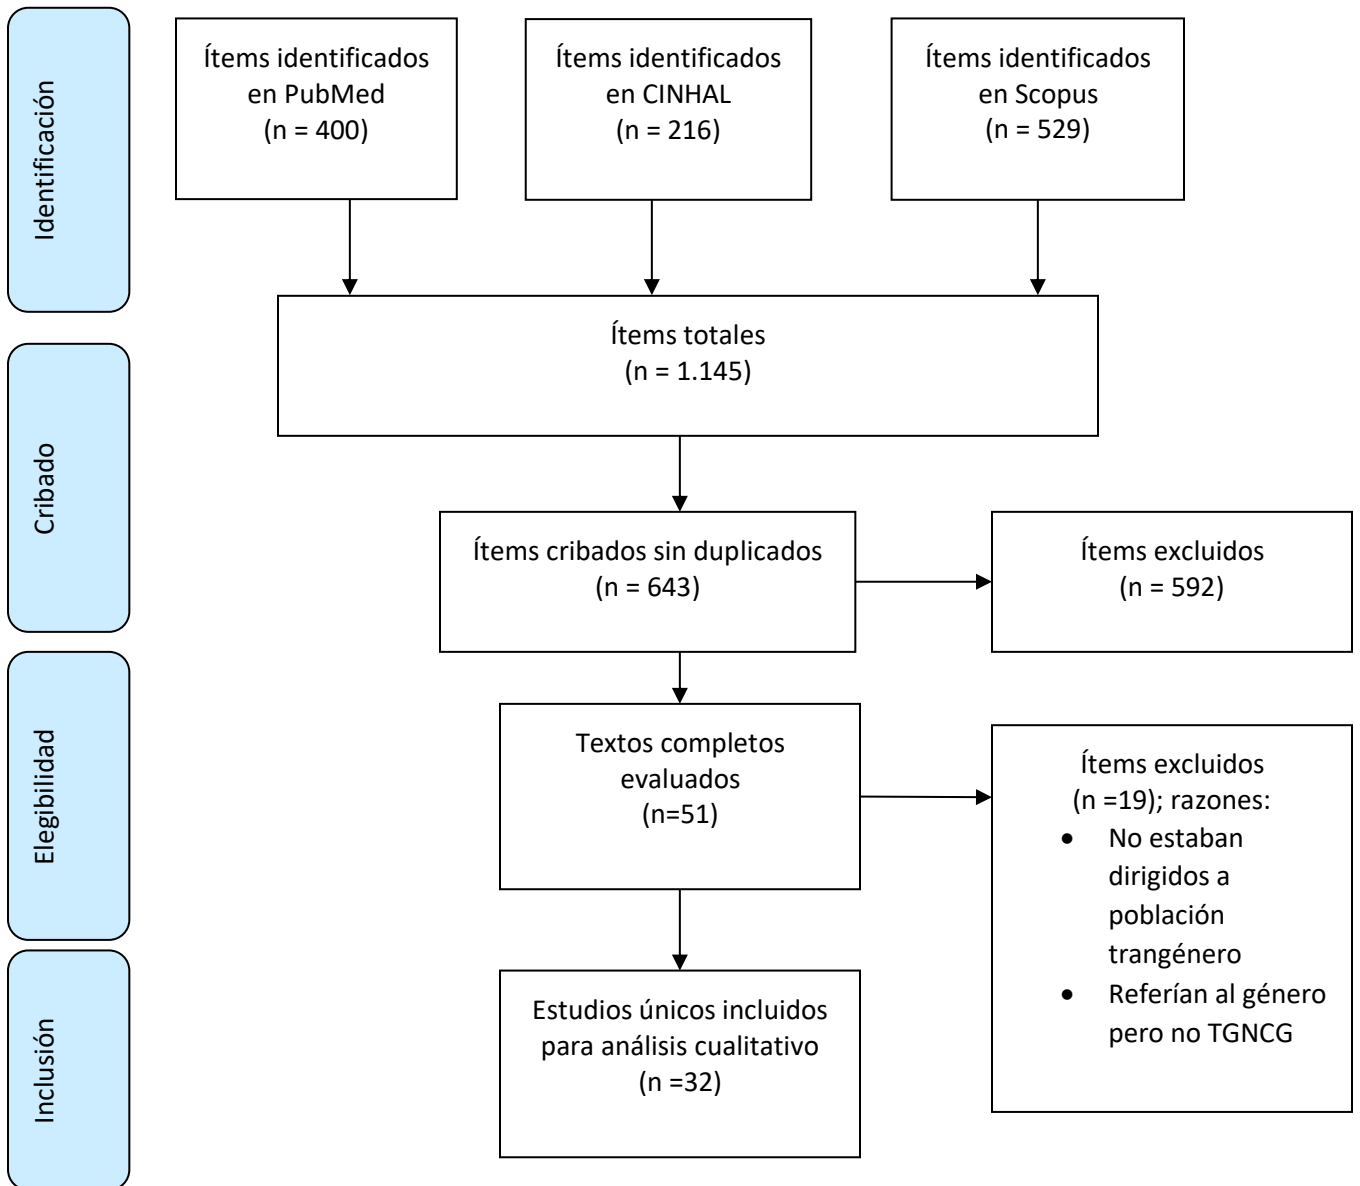 Identificación
Ítems identificados
en PubMed
(n = 400)
Ítems identificados
en CINHAL
(n = 216)
Ítems identificados
en Scopus
(n = 529)
Ítems totales
(n = 1.145)
Cribado
Ítems cribados sin duplicados
(n = 643)
Ítems excluidos
(n = 592)
Elegibilidad
Textos completos
evaluados
(n=51)
Ítems excluidos
(n =19); razones:
• No estaban
dirigidos a
población
trangénero
• Referían al género
pero no TGNCG
Inclusión
Estudios únicos incluidos
para análisis cualitativo
(n =32)